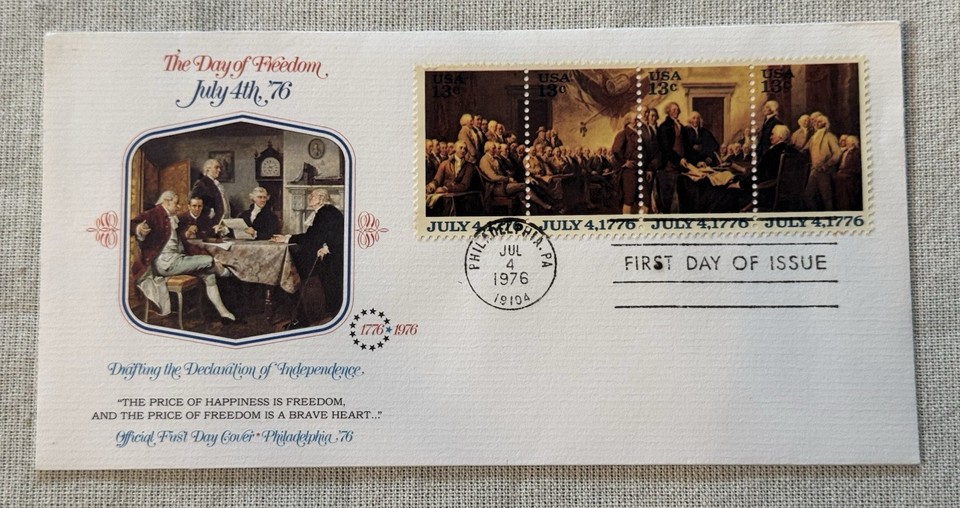 The Day of Freedom
July 4th, '76
USA 13c
USA 13c
USA 13c
USA 13c
JULY 4,1776
JULY 4,1776
JULY 4,1776
JULY 4,1776
PHILADELPHIA, PA
JUL
4
1976
19104
FIRST DAY OF ISSUE
1776 ★ 1976
Drafting the Declaration of Independence.
"THE PRICE OF HAPPINESS IS FREEDOM,
AND THE PRICE OF FREEDOM IS A BRAVE HEART..."
Official First Day Cover • Philadelphia '76